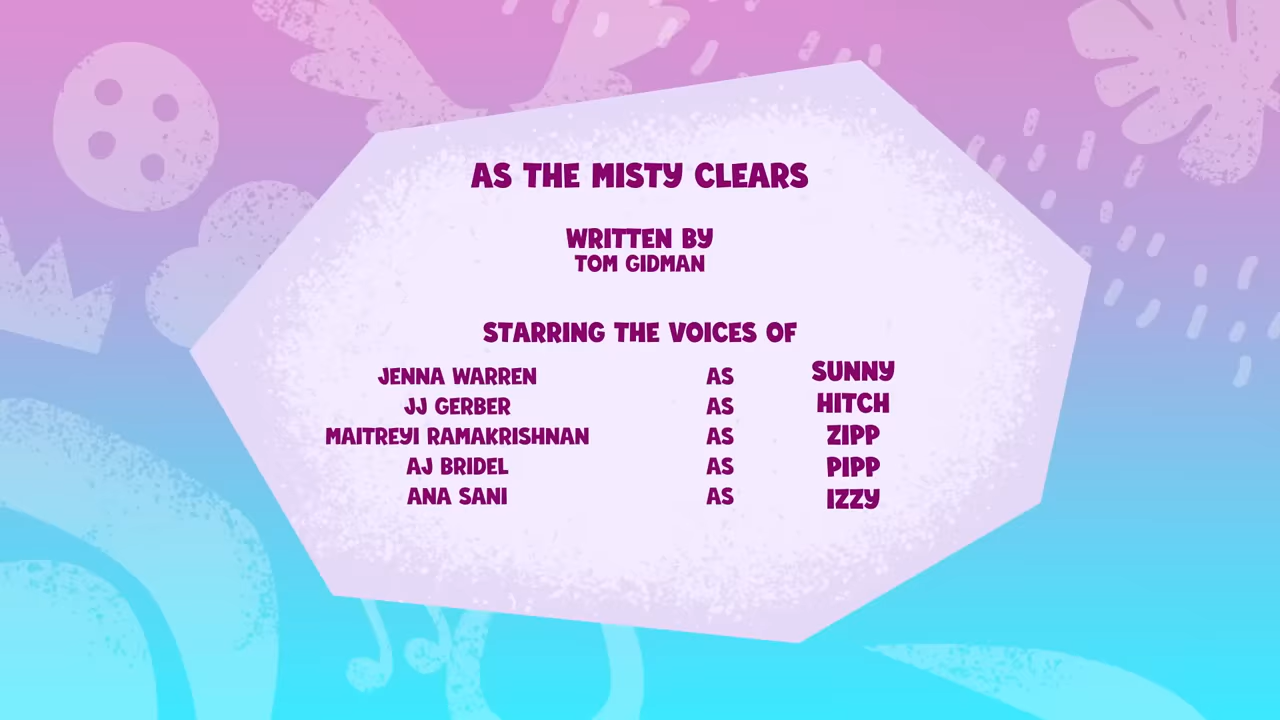 AS THE MISTY CLEARS
WRITTEN BY
TOM GIDMAN
STARRING THE VOICES OF
JENNA WARREN AS SUNNY
JJ GERBER AS HITCH
MAITREYI RAMAKRISHNAN AS ZIPP
AJ BRIDEL AS PIPP
ANA SANI AS IZZY